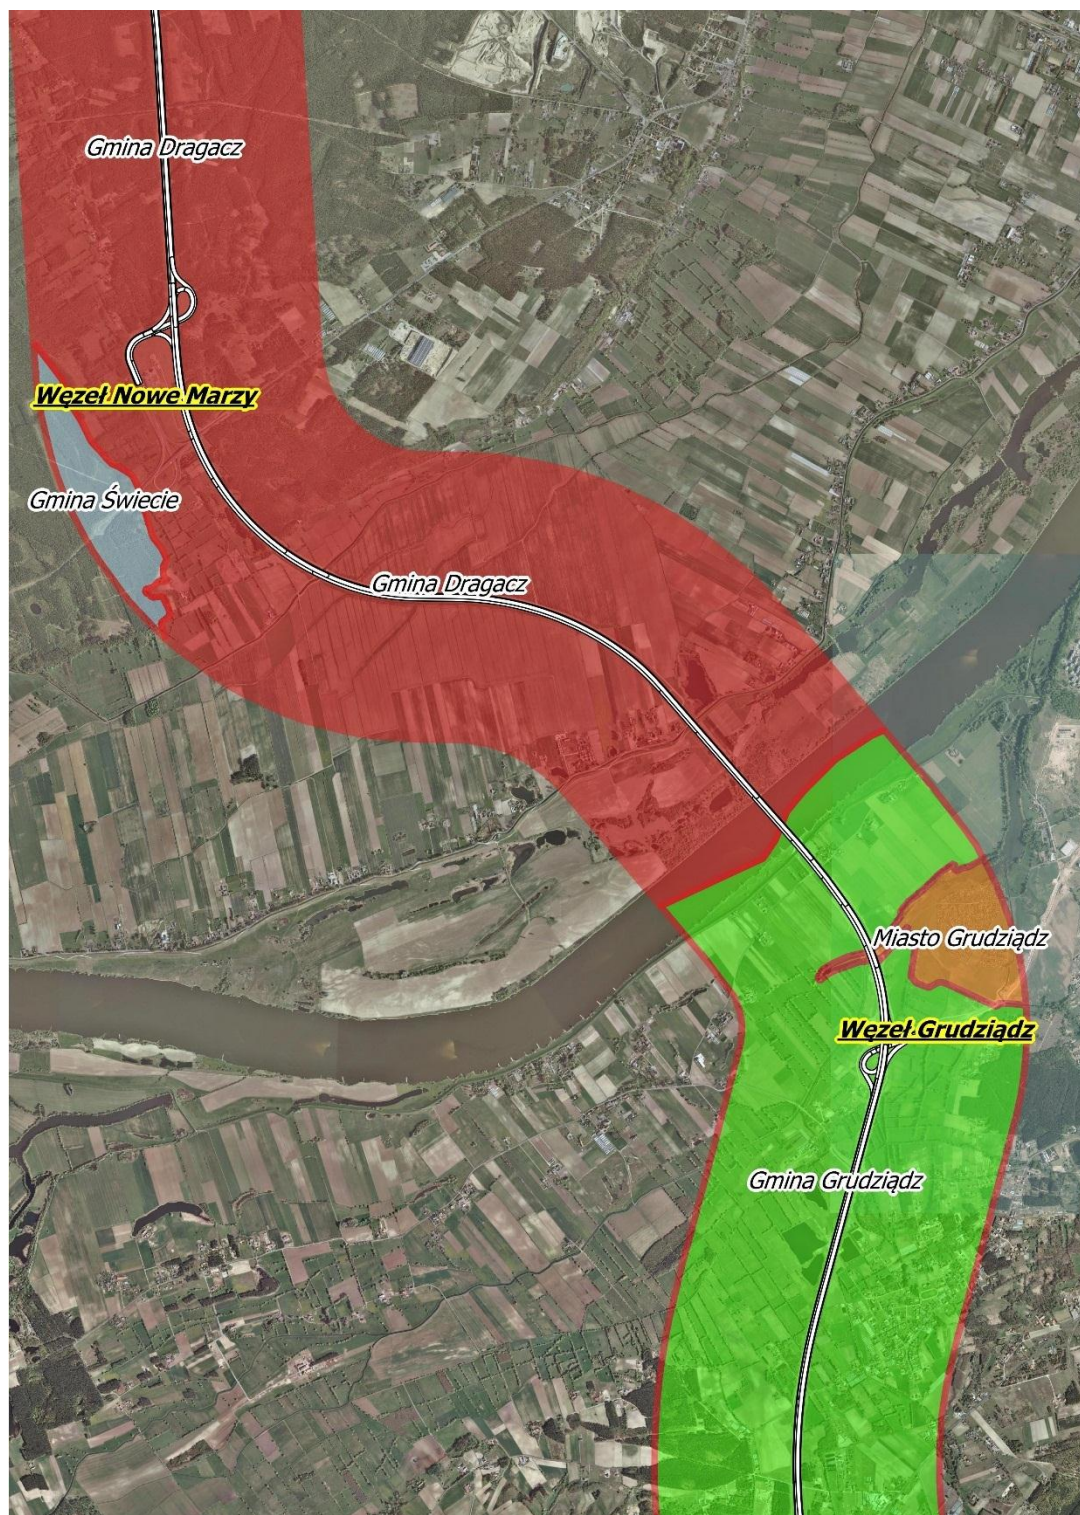 Gmina Dragacz
Węzeł Nowe Marzy
Gmina Świecie
Gmina Dragacz
Miasto Grudziądz
Węzeł Grudziądz
Gmina Grudziądz